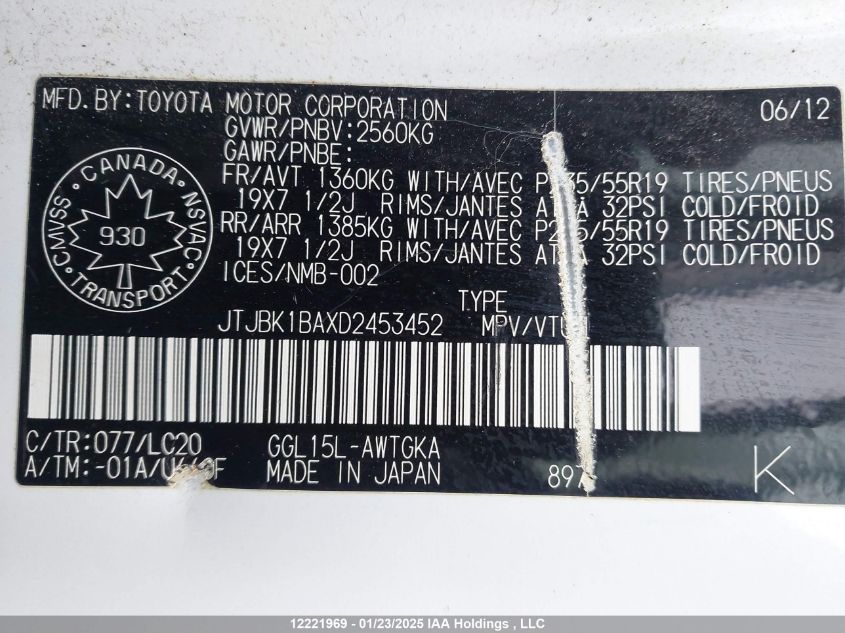 MFD.BY:TOYOTA MOTOR CORPORATION 06/12
GVWR/PNBV:2560KG
GAWR/PNBE:
FR/AVT 1360KG WITH/AVEC /55R19 TIRES/PNEUS
19X7 1/2J RIMS/JANTES 32PSI COLD/FROID
RR/ARR 1385KG WITH/AVEC /55R19 TIRES/PNEUS
19X7 1/2J RIMS/JANTES 32PSI COLD/FROID
ICES/NMB-002
CANADA
CMVSS 930 NSVAC
TRANSPORT
TYPE
JTJBK1BAXD2453452 MPV/
C/TR:077/LC20 GGL15L-AWTGKA
A/TM:-01A/ MADE IN JAPAN K
12221969 - 01/23/2025 IAA Holdings , LLC